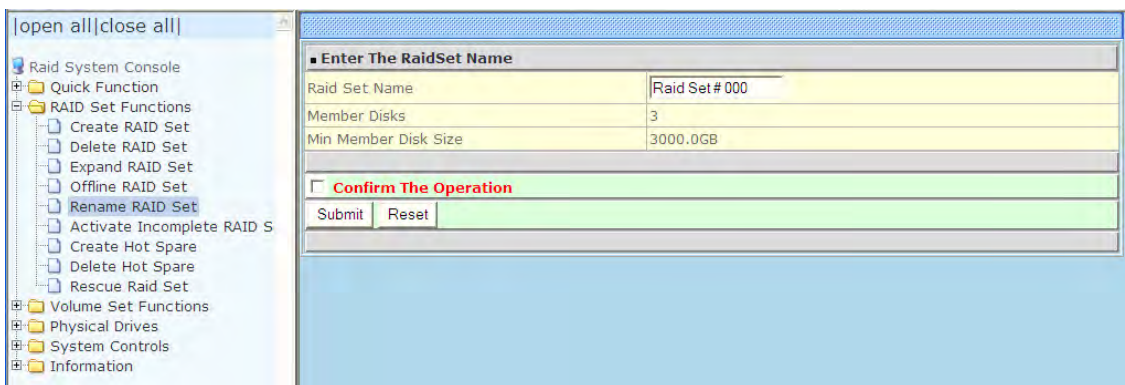 |open all|close all|
Raid System Console
Quick Function
RAID Set Functions
Create RAID Set
Delete RAID Set
Expand RAID Set
Offline RAID Set
Rename RAID Set
Activate Incomplete RAID S
Create Hot Spare
Delete Hot Spare
Rescue Raid Set
Volume Set Functions
Physical Drives
System Controls
Information
Enter The RaidSet Name
Raid Set Name Raid Set # 000
Member Disks 3
Min Member Disk Size 3000.0GB
Confirm The Operation
Submit Reset